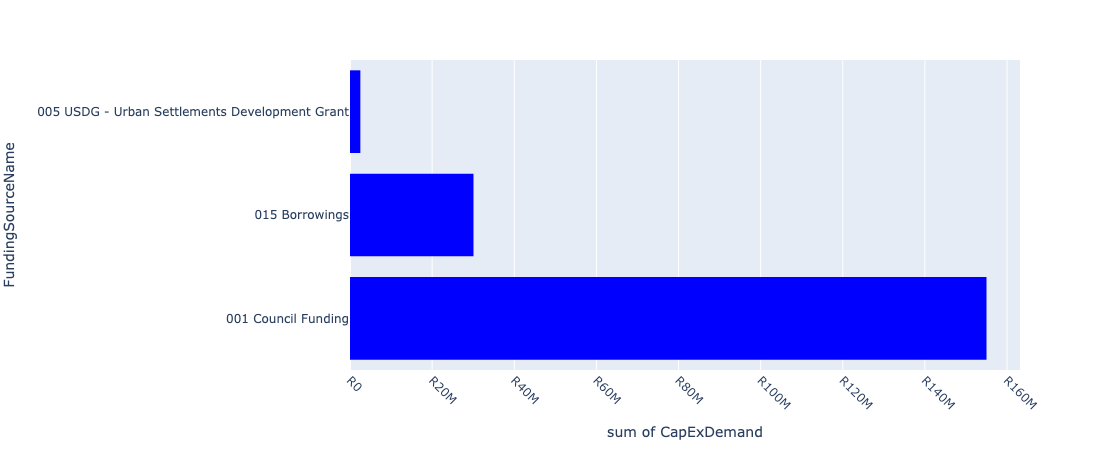 FundingSourceName
005 USDG - Urban Settlements Development Grant
015 Borrowings
001 Council Funding
R0
R20M
R40M
R60M
R80M
R100M
R120M
R140M
R160M
sum of CapExDemand